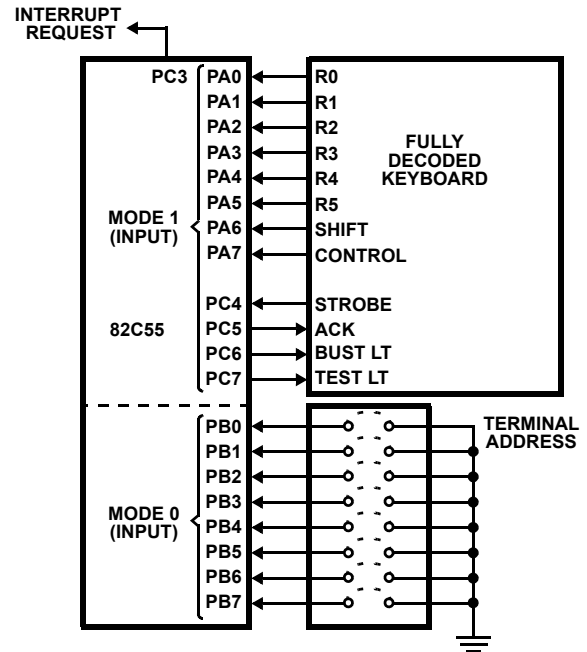 INTERRUPT
REQUEST
PC3 PA0 R0
PA1 R1
PA2 R2
PA3 R3
PA4 R4
PA5 R5
PA6 SHIFT
PA7 CONTROL
FULLY
DECODED
KEYBOARD
MODE 1
(INPUT)
PC4 STROBE
82C55 PC5 ACK
PC6 BUST LT
PC7 TEST LT
PB0
PB1
PB2
PB3
PB4
PB5
PB6
PB7
MODE 0
(INPUT)
TERMINAL
ADDRESS